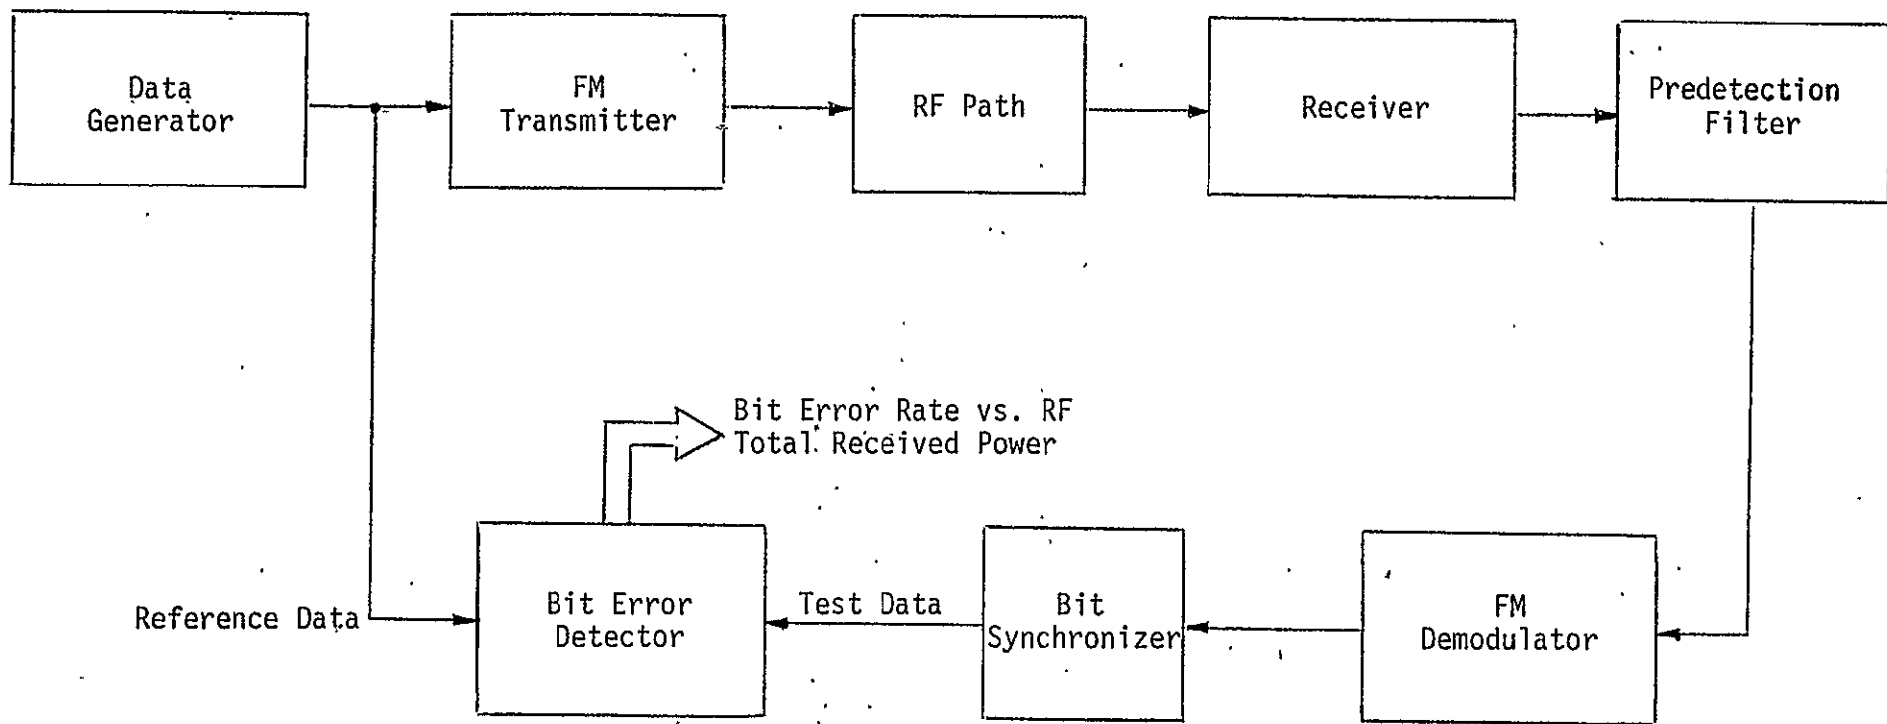 Data
Generator
FM
Transmitter
RF Path
Receiver
Predetection
Filter
Bit Error Rate vs. RF
Total Received Power
Reference Data
Bit Error
Detector
Test Data
Bit
Synchronizer
FM
Demodulator